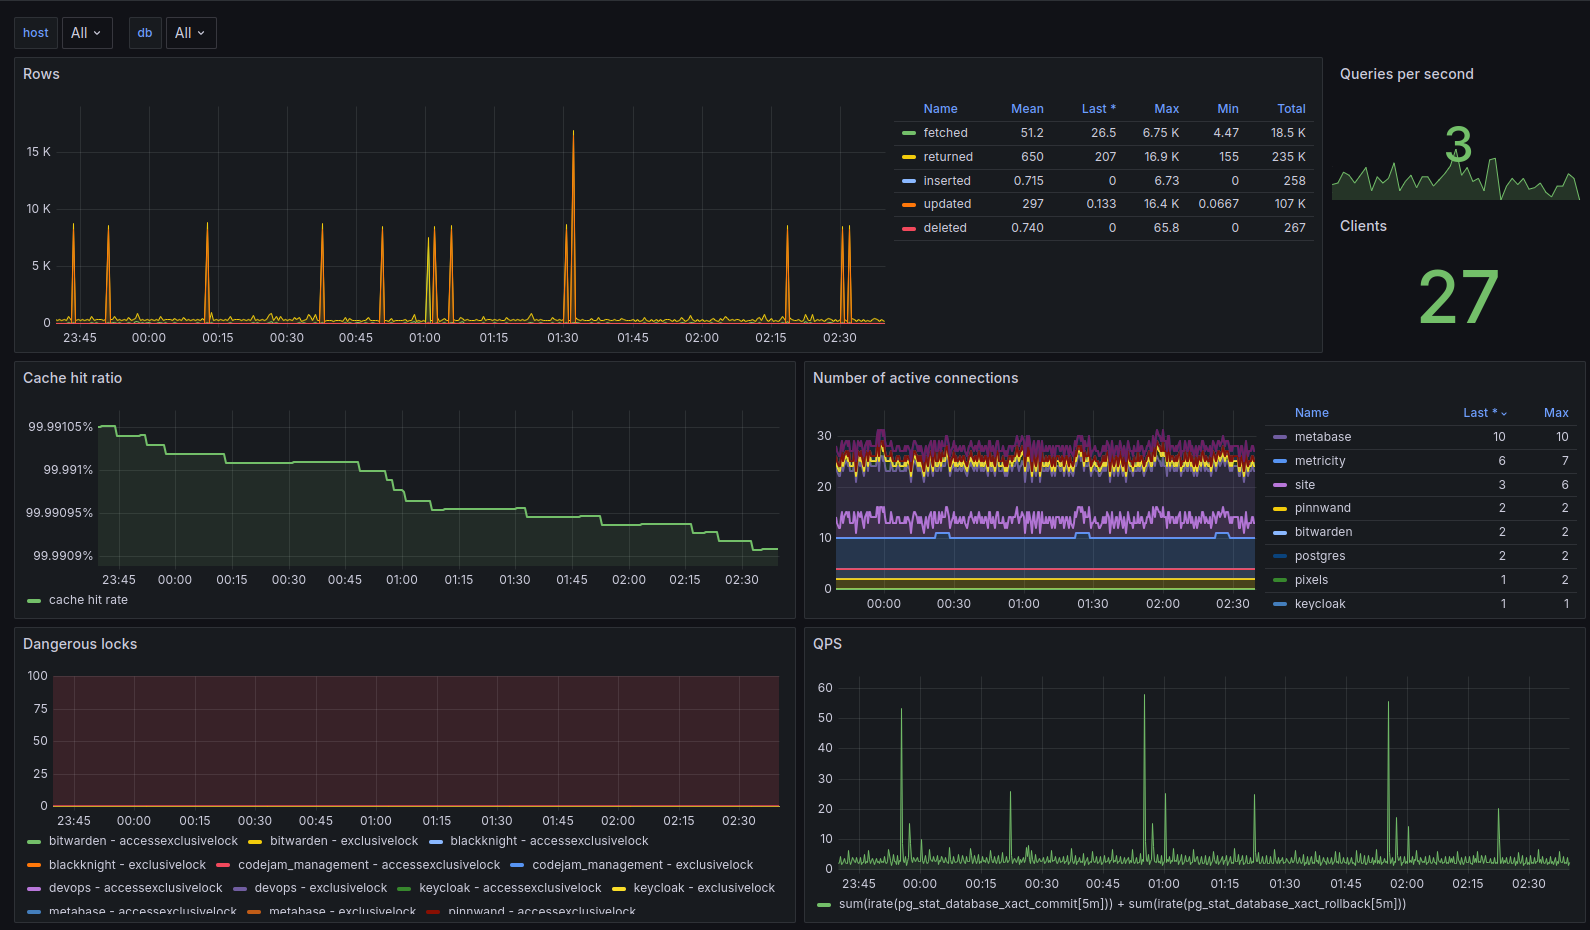 host All db All
Rows
Queries per second
3
Clients
27
15 K
10 K
5 K
0
23:45 00:00 00:15 00:30 00:45 01:00 01:15 01:30 01:45 02:00 02:15 02:30
Name Mean Last * Max Min Total
fetched 51.2 26.5 6.75 K 4.47 18.5 K
returned 650 207 16.9 K 155 235 K
inserted 0.715 0 6.73 0 258
updated 297 0.133 16.4 K 0.0667 107 K
deleted 0.740 0 65.8 0 267
Cache hit ratio
99.99105%
99.991%
99.99095%
99.9909%
23:45 00:00 00:15 00:30 00:45 01:00 01:15 01:30 01:45 02:00 02:15 02:30
cache hit rate
Number of active connections
30
20
10
0
00:00 00:30 01:00 01:30 02:00 02:30
Name Last * Max
metabase 10 10
metricity 6 7
site 3 6
pinnwand 2 2
bitwarden 2 2
postgres 2 2
pixels 1 2
keycloak 1 1
Dangerous locks
100
75
50
25
0
23:45 00:00 00:15 00:30 00:45 01:00 01:15 01:30 01:45 02:00 02:15 02:30
bitwarden - accessexclusivelock bitwarden - exclusivelock blackknight - accessexclusivelock
blackknight - exclusivelock codejam_management - accessexclusivelock codejam_management - exclusivelock
devops - accessexclusivelock devops - exclusivelock keycloak - accessexclusivelock keycloak - exclusivelock
metabase - accessexclusivelock metabase - exclusivelock pinnwand - accessexclusivelock
QPS
60
50
40
30
20
10
0
23:45 00:00 00:15 00:30 00:45 01:00 01:15 01:30 01:45 02:00 02:15 02:30
sum(irate(pg_stat_database_xact_commit[5m])) + sum(irate(pg_stat_database_xact_rollback[5m]))